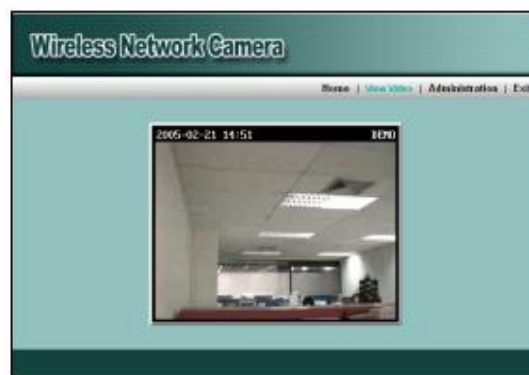 Wireless Network Camera
Home | View Video | Administration | Exit
2005-02-21 14:51 DEMO